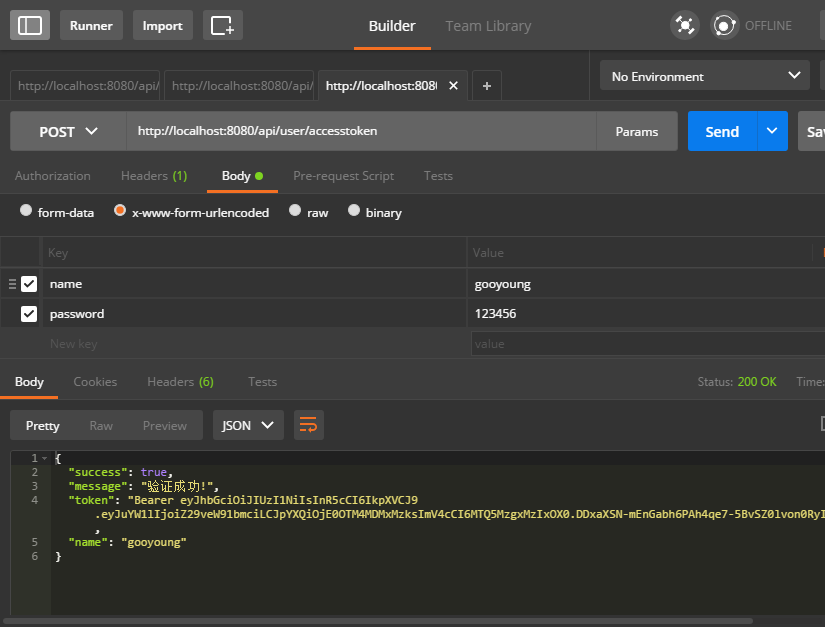 Runner Import Builder Team Library OFFLINE
http://localhost:8080/api/ http://localhost:8080/api/ http://localhost:808 No Environment
POST http://localhost:8080/api/user/accesstoken Params Send Sav
Authorization Headers (1) Body Pre-request Script Tests
form-data x-www-form-urlencoded raw binary
Key Value
name gooyoung
password 123456
New key value
Body Cookies Headers (6) Tests Status: 200 OK Time:
Pretty Raw Preview JSON
1 {
2 "success": true,
3 "message": "验证成功!",
4 "token": "Bearer eyJhbGciOiJIUzI1NiIsInR5cCI6IkpXVCJ9
.eyJuYW1lIjoiZ29veW91bmciLCJpYXQiOjE0OTM4MDMxMzksImV4cCI6MTQ5MzgxMzIxOX0.DDxaXSN-mEnGabh6PAh4qe7-5BvSZ0lvon0RyI
,
5 "name": "gooyoung"
6 }